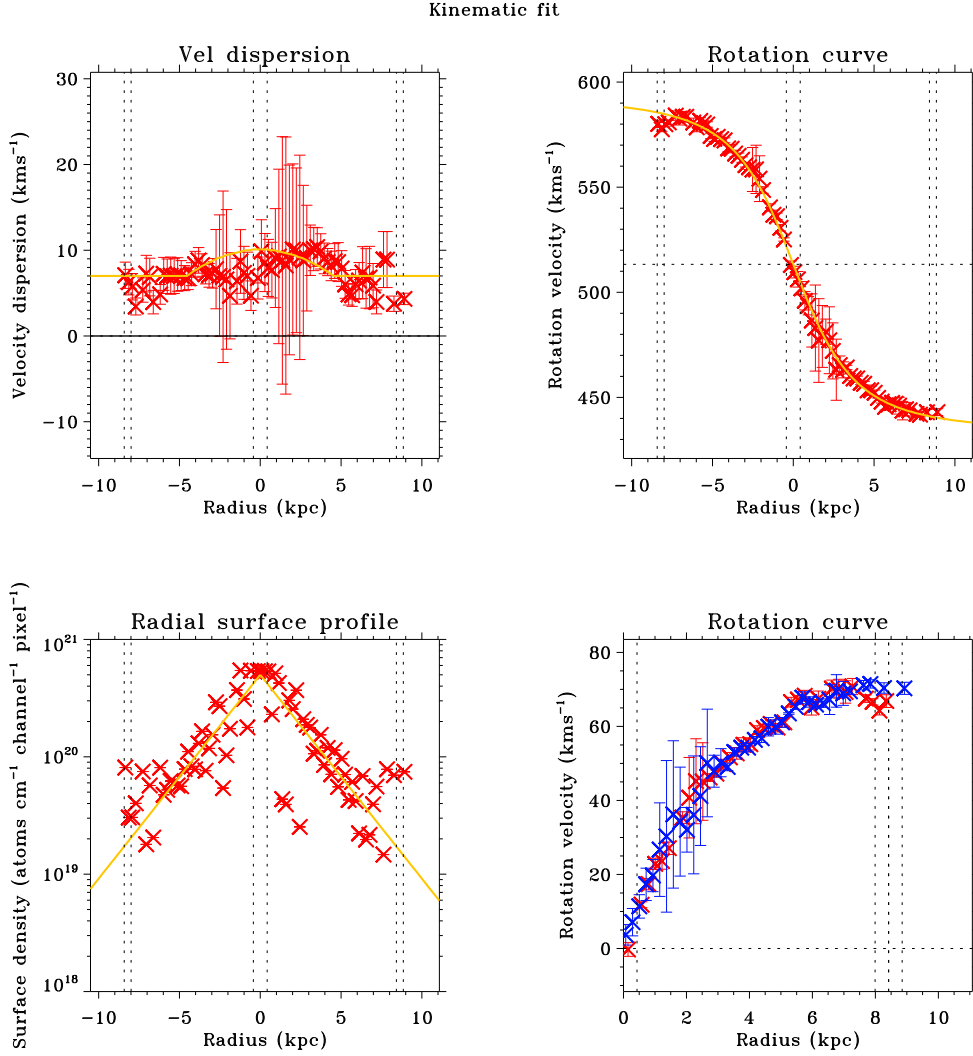 Kinematic fit
Vel dispersion
Velocity dispersion (kms⁻¹)
30
20
10
0
−10
−10 −5 0 5 10
Radius (kpc)
Rotation curve
Rotation velocity (kms⁻¹)
600
550
500
450
−10 −5 0 5 10
Radius (kpc)
Radial surface profile
Surface density (atoms cm⁻¹ channel⁻¹ pixel⁻¹)
10²¹
10²⁰
10¹⁹
10¹⁸
−10 −5 0 5 10
Radius (kpc)
Rotation curve
Rotation velocity (kms⁻¹)
80
60
40
20
0
0 2 4 6 8 10
Radius (kpc)